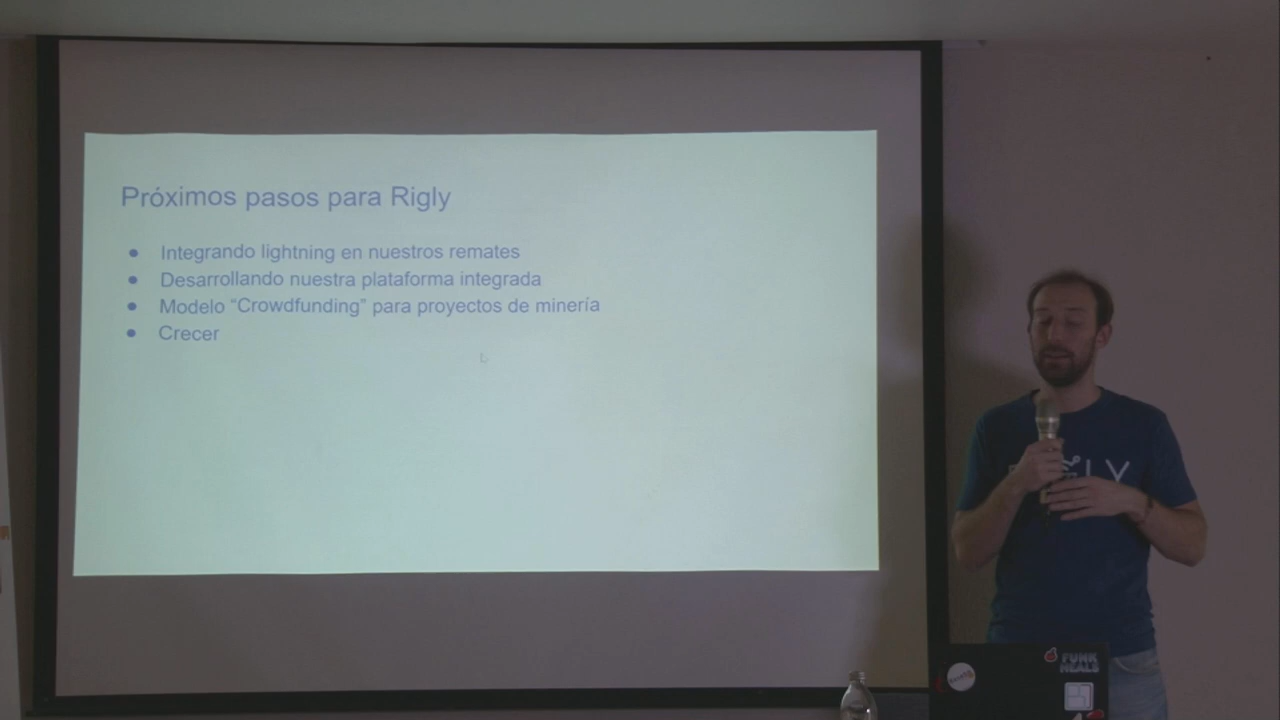 Próximos pasos para Rigly
● Integrando lightning en nuestros remates
● Desarrollando nuestra plataforma integrada
● Modelo “Crowdfunding” para proyectos de minería
● Crecer
LY
FUNK